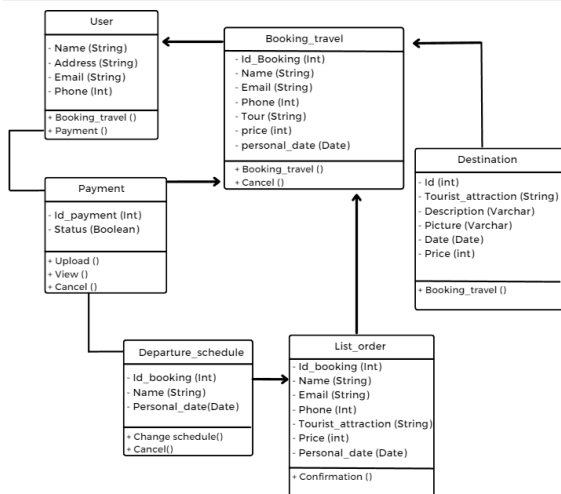 User
- Name (String)
- Address (String)
- Email (String)
- Phone (Int)
+ Booking_travel ()
+ Payment ()
Booking_travel
- Id_Booking (Int)
- Name (String)
- Email (String)
- Phone (Int)
- Tour (String)
- price (int)
- personal_date (Date)
+ Booking_travel ()
+ Cancel ()
Destination
- Id (int)
- Tourist_attraction (String)
- Description (Varchar)
- Picture (Varchar)
- Date (Date)
- Price (int)
+ Booking_travel ()
Payment
- Id_payment (Int)
- Status (Boolean)
+ Upload ()
+ View ()
+ Cancel ()
Departure_schedule
- Id_booking (Int)
- Name (String)
- Personal_date(Date)
+ Change schedule()
+ Cancel()
List_order
- Id_booking (Int)
- Name (String)
- Email (String)
- Phone (Int)
- Tourist_attraction (String)
- Price (int)
- Personal_date (Date)
+ Confirmation ()